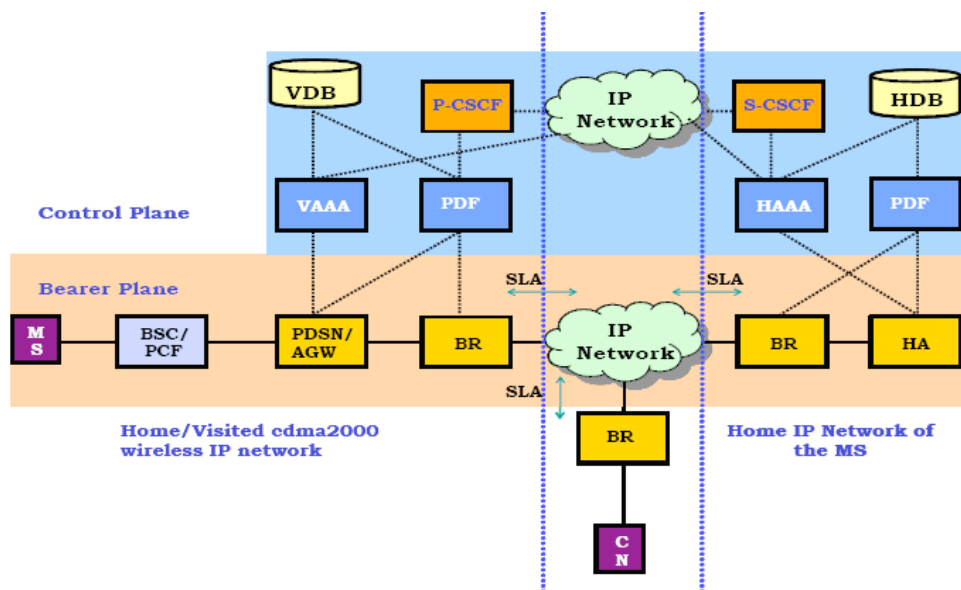 VDB
P-CSCF
IP
Network
S-CSCF
HDB
VAAA
PDF
HAAA
PDF
Control Plane
Bearer Plane
SLA
SLA
M
S
BSC/
PCF
PDSN/
AGW
BR
IP
Network
BR
HA
SLA
Home/Visited cdma2000
wireless IP network
BR
Home IP Network of
the MS
C
N